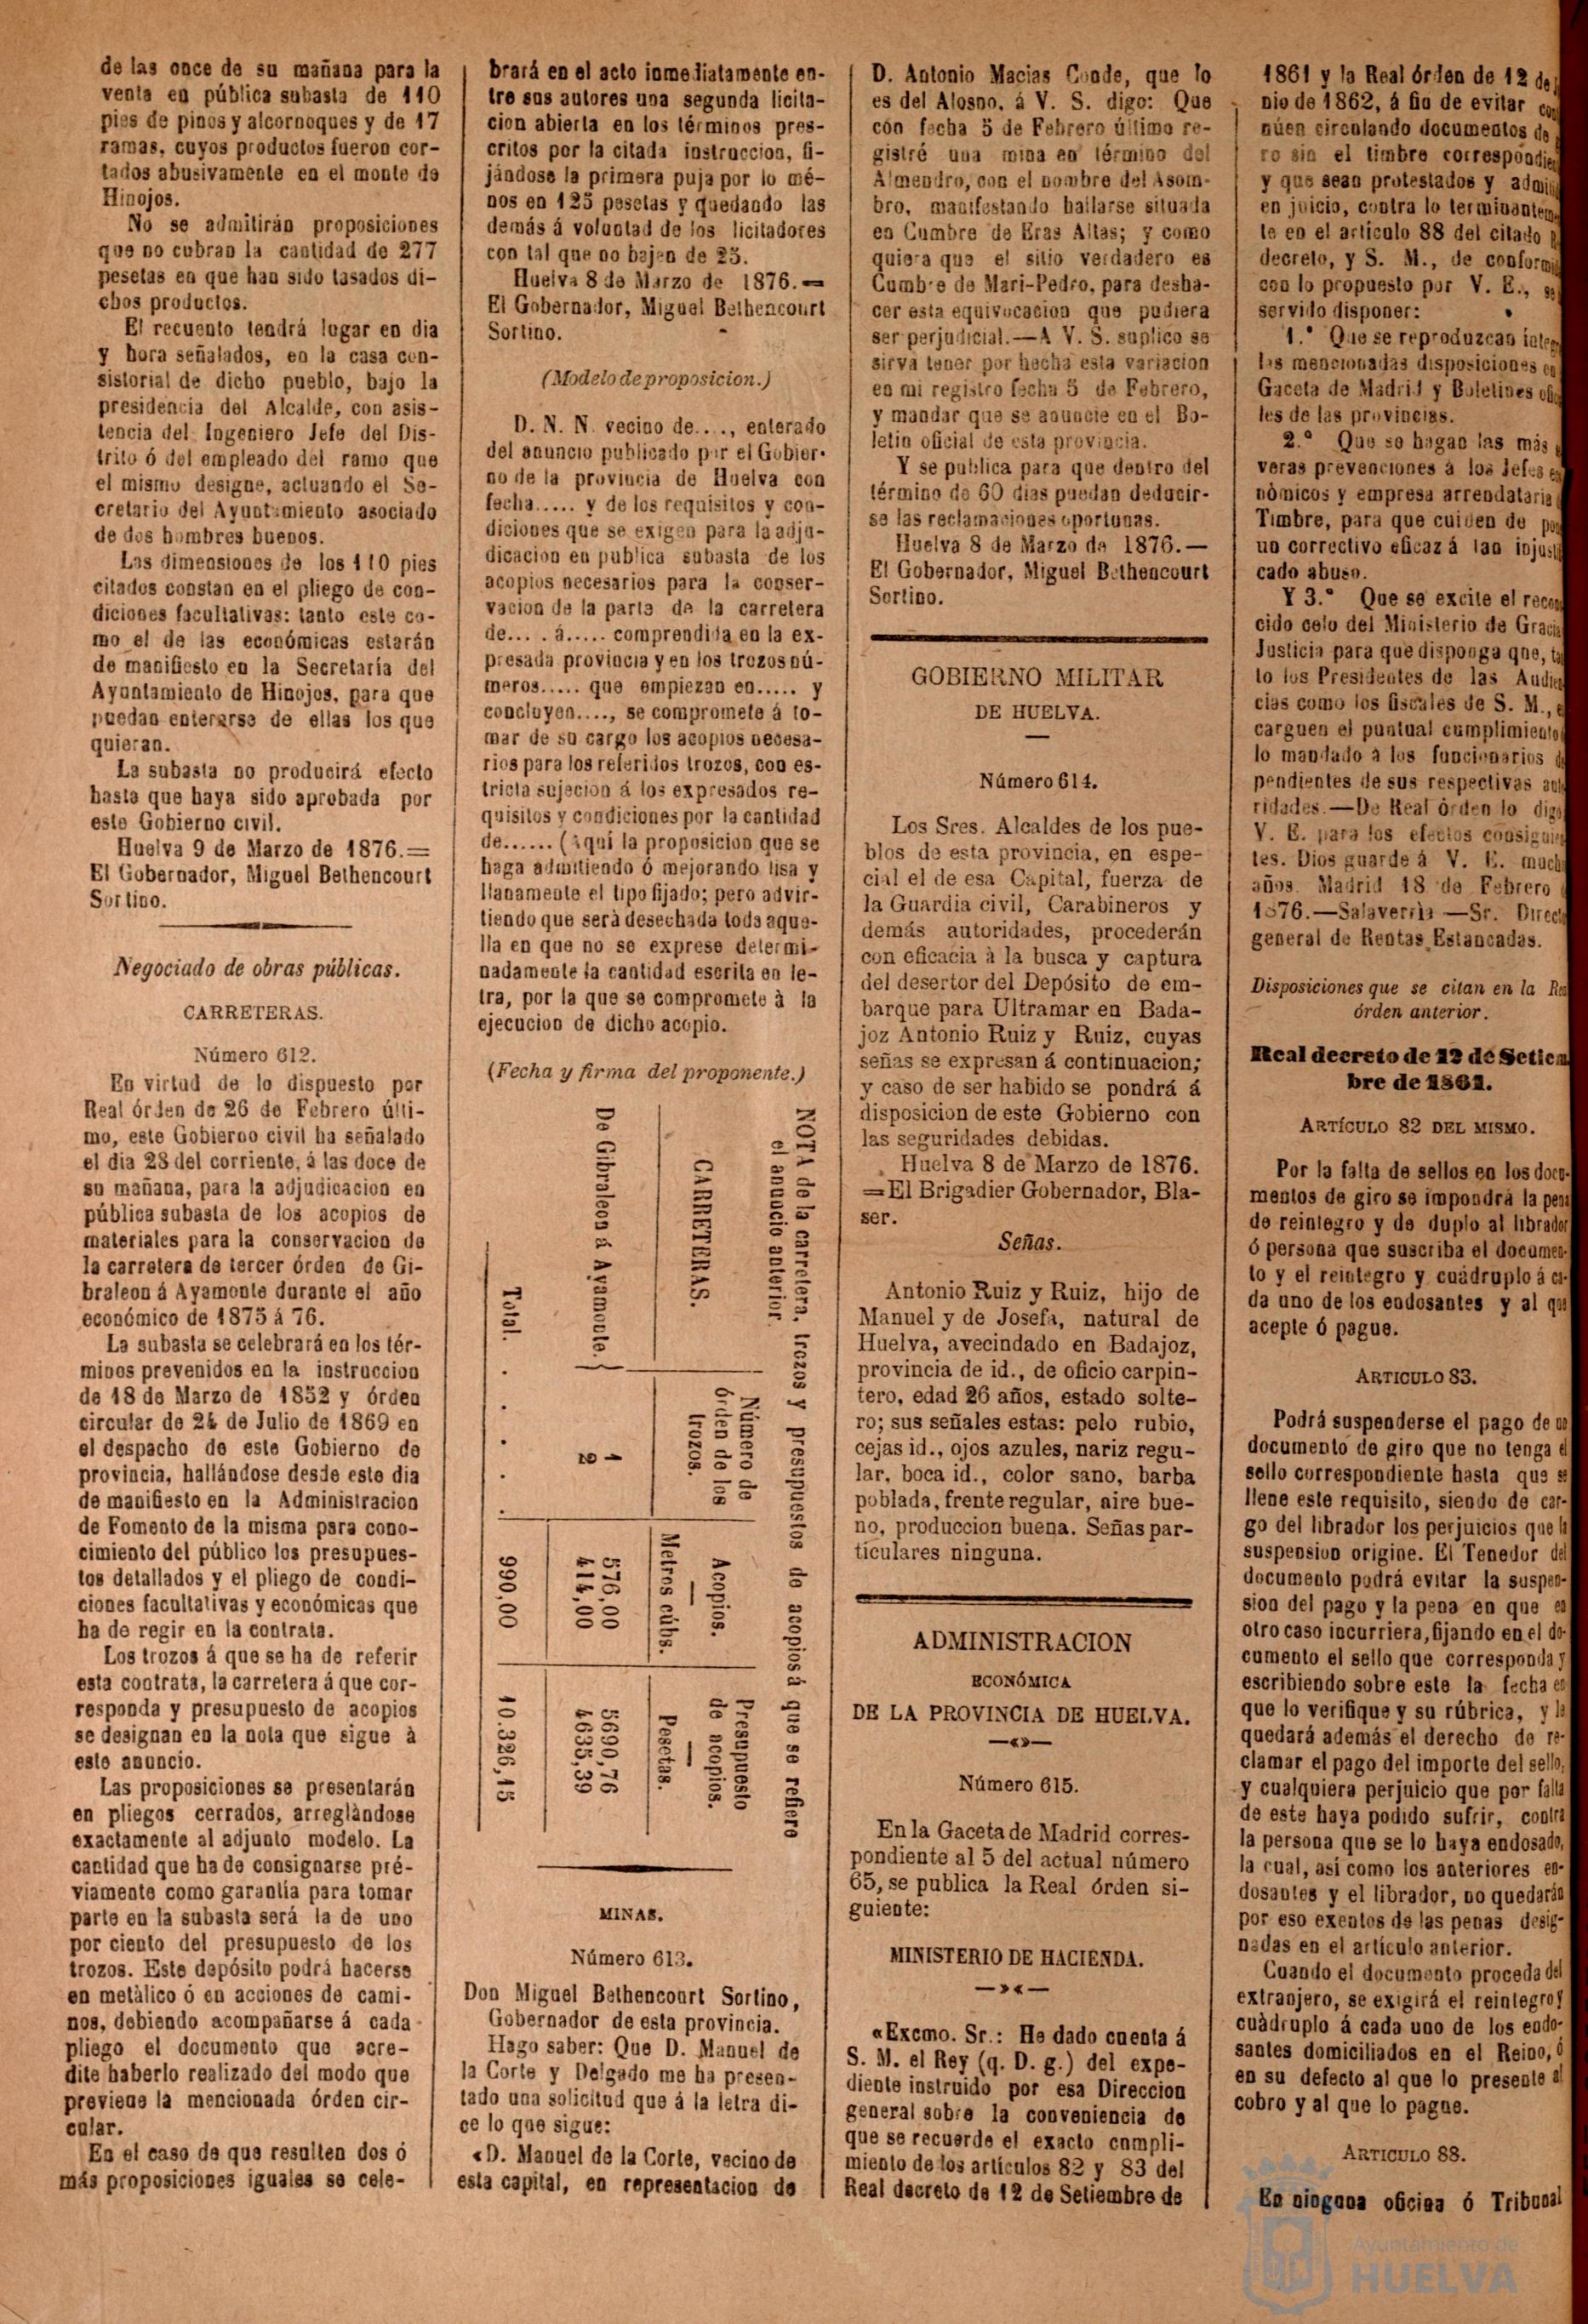 de las once de su mañana para la
venta en pública subasta de 110
pies de pinos y alcornoques y de 17
ramas, cuyos productos fueron cor-
tados abusivamente en el monte de
Hinojos.
No se admitirán proposiciones
que no cubran la cantidad de 277
pesetas en que han sido tasados di-
chos productos.
El recuento tendrá lugar en dia
y hora señalados, en la casa con-
sistorial de dicho pueblo, bajo la
presidencia del Alcalde, con asis-
tencia del Ingeniero Jefe del Dis-
trito ó del empleado del ramo que
el mismo designe, actuando el Se-
cretario del Ayuntamiento asociado
de dos hombres buenos.
Las dimensiones de los 110 pies
citados constan en el pliego de con-
diciones facultativas: tanto este co-
mo el de las económicas estarán
de manifiesto en la Secretaría del
Ayuntamiento de Hinojos, para que
puedan enterarse de ellas los que
quieran.
La subasta no producirá efecto
hasta que haya sido aprobada por
este Gobierno civil.
Huelva 9 de Marzo de 1876.=
El Gobernador, Miguel Bethencourt
Sortino.
Negociado de obras públicas.
CARRETERAS.
Número 612.
En virtud de lo dispuesto por
Real órden de 26 de Febrero últi-
mo, este Gobierno civil ha señalado
el dia 28 del corriente, á las doce de
su mañana, para la adjudicacion en
pública subasta de los acopios de
materiales para la conservacion de
la carretera de tercer órden de Gi-
braleon á Ayamonte durante el año
económico de 1875 á 76.
La subasta se celebrará en los tér-
minos prevenidos en la instruccion
de 18 de Marzo de 1852 y órden
circular de 24 de Julio de 1869 en
el despacho de este Gobierno de
provincia, hallándose desde este dia
de manifiesto en la Administracion
de Fomento de la misma para cono-
cimiento del público los presupues-
tos detallados y el pliego de condi-
ciones facultativas y económicas que
ha de regir en la contrata.
Los trozos á que se ha de referir
esta contrata, la carretera á que cor-
responda y presupuesto de acopios
se designan en la nota que sigue à
este anuncio.
Las proposiciones se presentarán
en pliegos cerrados, arreglàndose
exactamente al adjunto modelo. La
cantidad que ha de consignarse pré-
viamente como garantía para tomar
parte en la subasta será la de uno
por ciento del presupuesto de los
trozos. Este depósito podrá hacerse
en metàlico ó en acciones de cami-
nos, debiendo acompañarse á cada
pliego el documento que acre-
dite haberlo realizado del modo que
previene la mencionada órden cir-
cular.
En el caso de que resulten dos ó
más proposiciones iguales se cele-
brará en el acto inmediatamente en-
tre sus autores una segunda licita-
cion abierta en los términos pres-
critos por la citada instruccion, fi-
jándose la primera puja por lo mé-
nos en 125 pesetas y quedando las
demás á voluntad de los licitadores
con tal que no bajen de 25.
Huelva 8 de Marzo de 1876.=
El Gobernador, Miguel Bethencourt
Sortino.
(Modelo de proposicion.)
D. N. N. vecino de...., enterado
del anuncio publicado por el Gobier-
no de la provincia de Huelva con
fecha..... y de los requisitos y con-
diciones que se exigen para la adju-
dicacion en publica subasta de los
acopios necesarios para la conser-
vacion de la parte de la carretera
de.... á..... comprendida en la ex-
presada provincia y en los trozos nú-
meros..... que empiezan en..... y
concluyen...., se compromete á to-
mar de su cargo los acopios necesa-
rios para los referidos trozos, con es-
tricta sujecion á los expresados re-
quisitos y condiciones por la cantidad
de...... (Aquí la proposicion que se
haga admitiendo ó mejorando lisa y
llanamente el tipo fijado; pero advir-
tiendo que será desechada toda aque-
lla en que no se exprese determi-
nadamente la cantidad escrita en le-
tra, por la que se compromete à la
ejecucion de dicho acopio.
(Fecha y firma del proponente.)
NOTA de la carretera, trozos y presupuestos de acopios á que se refiere
el anuncio anterior.
CARRETERAS.
Número de
órden de los
trozos.
Acopios.
Metros cúbs.
Presupuesto
de acopios.
Pesetas.
De Gibraleon á Ayamonte. {
1 576,00 5690,76
2 414,00 4635,39
Total. . . . . 990,00 10.326,15
MINAS.
Número 613.
Don Miguel Bethencourt Sortino,
Gobernador de esta provincia.
Hago saber: Que D. Manuel de
la Corte y Delgado me ha presen-
tado una solicitud que á la letra di-
ce lo que sigue:
«D. Manuel de la Corte, vecino de
esta capital, en representacion de
D. Antonio Macias Conde, que lo
es del Alosno, á V. S. digo: Que
con fecha 5 de Febrero último re-
gistré una mina en término del
Almendro, con el nombre del Asom-
bro, manifestando hallarse situada
en Cumbre de Eras Altas; y como
quiera que el sitio verdadero es
Cumbre de Mari-Pedro, para desha-
cer esta equivocacion que pudiera
ser perjudicial.—A V. S. suplico se
sirva tener por hecha esta variacion
en mi registro fecha 5 de Febrero,
y mandar que se anuncie en el Bo-
letin oficial de esta provincia.
Y se publica para que dentro del
término de 60 dias puedan deducir-
se las reclamaciones oportunas.
Huelva 8 de Marzo de 1876.—
El Gobernador, Miguel Bethencourt
Sortino.
GOBIERNO MILITAR
DE HUELVA.
Número 614.
Los Sres. Alcaldes de los pue-
blos de esta provincia, en espe-
cial el de esa Capital, fuerza de
la Guardia civil, Carabineros y
demás autoridades, procederán
con eficacia à la busca y captura
del desertor del Depósito de em-
barque para Ultramar en Bada-
joz Antonio Ruiz y Ruiz, cuyas
señas se expresan á continuacion;
y caso de ser habido se pondrá á
disposicion de este Gobierno con
las seguridades debidas.
Huelva 8 de Marzo de 1876.
=El Brigadier Gobernador, Bla-
ser.
Señas.
Antonio Ruiz y Ruiz, hijo de
Manuel y de Josefa, natural de
Huelva, avecindado en Badajoz,
provincia de id., de oficio carpin-
tero, edad 26 años, estado solte-
ro; sus señales estas: pelo rubio,
cejas id., ojos azules, nariz regu-
lar, boca id., color sano, barba
poblada, frente regular, aire bue-
no, produccion buena. Señas par-
ticulares ninguna.
ADMINISTRACION
ECONÓMICA
DE LA PROVINCIA DE HUELVA.
—«»—
Número 615.
En la Gaceta de Madrid corres-
pondiente al 5 del actual número
65, se publica la Real órden si-
guiente:
MINISTERIO DE HACIENDA.
—»«—
«Excmo. Sr.: He dado cuenta á
S. M. el Rey (q. D. g.) del expe-
diente instruido por esa Direccion
general sobre la conveniencia de
que se recuerde el exacto cumpli-
miento de los artículos 82 y 83 del
Real decreto de 12 de Setiembre de
1861 y la Real órden de 12 de
nio de 1862, á fin de evitar
núen circulando documentos de
ro sin el timbre correspondien
y que sean protestados y admi
en juicio, contra lo terminantem
te en el artículo 88 del citado
decreto, y S. M., de conformi
con lo propuesto por V. E., se
servido disponer:
1.° Que se reproduzcan integ
las mencionadas disposiciones en
Gaceta de Madrid y Boletines ofic
les de las provincias.
2.° Que se hagan las más
veras prevenciones á los Jefes
nómicos y empresa arrendataria
Timbre, para que cuiden de
un correctivo eficaz á tan injusti
cado abuso.
Y 3.° Que se excite el recon
cido celo del Ministerio de Gracia
Justicia para que disponga que,
to los Presidentes de las Audien
cias como los fiscales de S. M.,
carguen el puntual cumplimiento
lo mandado à los funcionarios
pendientes de sus respectivas auto
ridades.—De Real órden lo digo
V. E. para los efectos consiguien
tes. Dios guarde á V. E. much
años. Madrid 18 de Febrero
1876.—Salaverría—Sr. Directo
general de Rentas Estancadas.
Disposiciones que se citan en la Rea
órden anterior.
Real decreto de 12 de Setiem
bre de 1861.
ARTÍCULO 82 DEL MISMO.
Por la falta de sellos en los docu-
mentos de giro se impondrá la pena
de reintegro y de duplo al librador
ó persona que suscriba el documen-
to y el reintegro y cuádruplo á ca-
da uno de los endosantes y al que
acepte ó pague.
ARTICULO 83.
Podrá suspenderse el pago de un
documento de giro que no tenga el
sello correspondiente hasta que se
llene este requisito, siendo de car-
go del librador los perjuicios que la
suspension origine. El Tenedor del
documento podrá evitar la suspen-
sion del pago y la pena en que en
otro caso incurriera, fijando en el do-
cumento el sello que corresponda y
escribiendo sobre este la fecha en
que lo verifique y su rúbrica, y le
quedará además el derecho de re-
clamar el pago del importe del sello,
y cualquiera perjuicio que por falta
de este haya podido sufrir, contra
la persona que se lo haya endosado,
la cual, así como los anteriores en-
dosantes y el librador, no quedarán
por eso exentos de las penas desig-
nadas en el artículo anterior.
Cuando el documento proceda del
extranjero, se exigirá el reintegro y
cuàdruplo á cada uno de los endo-
santes domiciliados en el Reino, ó
en su defecto al que lo presente al
cobro y al que lo pague.
ARTICULO 88.
En ninguna oficina ó Tribunal
Ayuntamiento de
HUELVA